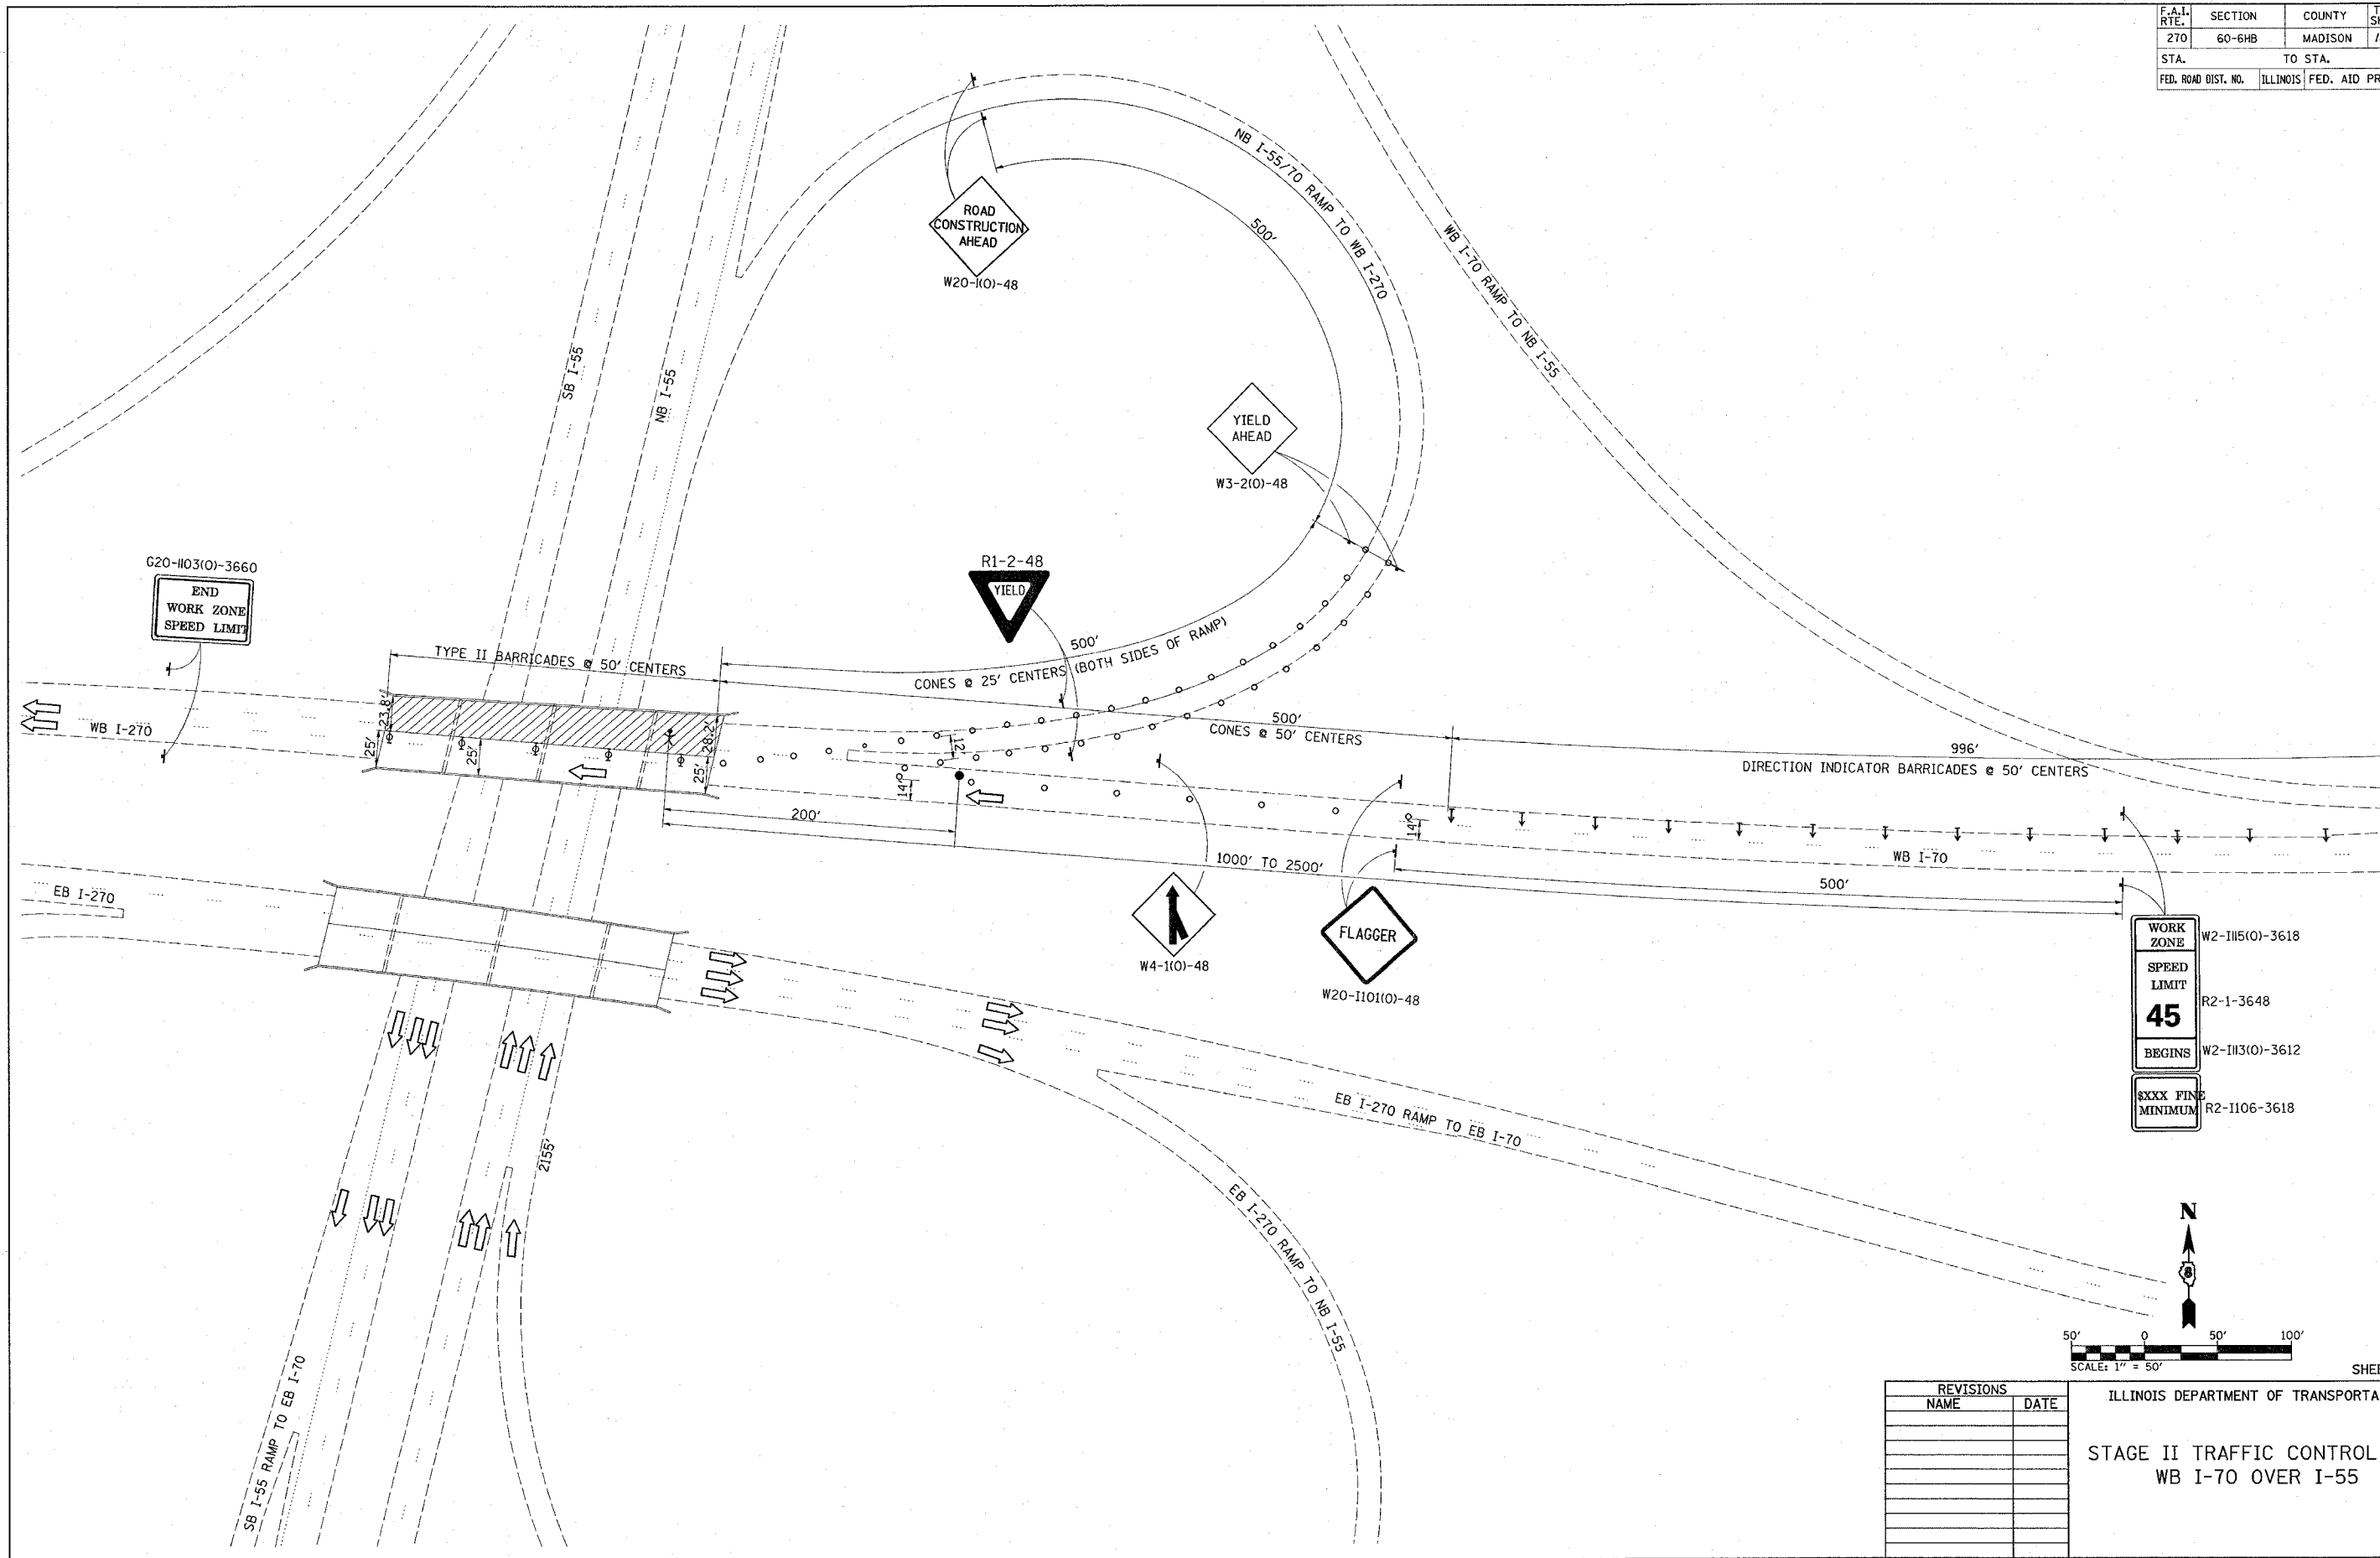 F.A.I. RTE. SECTION COUNTY
270 60-6HB MADISON
STA. TO STA.
FED. ROAD DIST. NO. ILLINOIS FED. AID
NB I-55/70 RAMP TO WB I-270
WB I-70 RAMP TO NB I-55
ROAD
CONSTRUCTION
AHEAD
W20-I(O)-48
500'
SB I-55
NB I-55
YIELD
AHEAD
W3-2(O)-48
G20-II03(O)-3660
END
WORK ZONE
SPEED LIMIT
R1-2-48
YIELD
TYPE II BARRICADES @ 50' CENTERS
500'
CONES @ 25' CENTERS (BOTH SIDES OF RAMP)
500'
CONES @ 50' CENTERS
996'
DIRECTION INDICATOR BARRICADES @ 50' CENTERS
WB I-270
23.8'
25'
25'
28.2'
25'
12'
14'
14'
200'
1000' TO 2500'
WB I-70
500'
EB I-270
W4-1(O)-48
FLAGGER
W20-I101(O)-48
WORK
ZONE
W2-II15(O)-3618
SPEED
LIMIT
45
R2-1-3648
BEGINS
W2-II13(O)-3612
$XXX FINE
MINIMUM
R2-I106-3618
EB I-270 RAMP TO EB I-70
EB I-270 RAMP TO NB I-55
2155'
SB I-55 RAMP TO EB I-70
N
50' 0 50' 100'
SCALE: 1" = 50'
REVISIONS
NAME DATE
ILLINOIS DEPARTMENT OF
STAGE II TRAFFIC CONTROL
WB I-70 OVER I-55